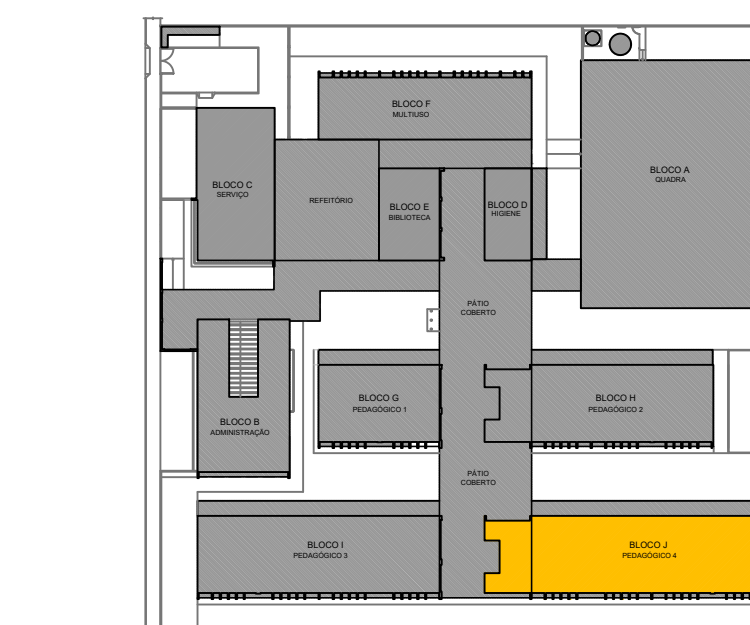 BLOCO F
MULTIUSO
BLOCO A
QUADRA
BLOCO C
SERVIÇO
REFEITÓRIO
BLOCO E
BIBLIOTECA
BLOCO D
HIGIENE
PÁTIO
COBERTO
BLOCO G
PEDAGÓGICO 1
BLOCO H
PEDAGÓGICO 2
BLOCO B
ADMINISTRAÇÃO
PÁTIO
COBERTO
BLOCO I
PEDAGÓGICO 3
BLOCO J
PEDAGÓGICO 4